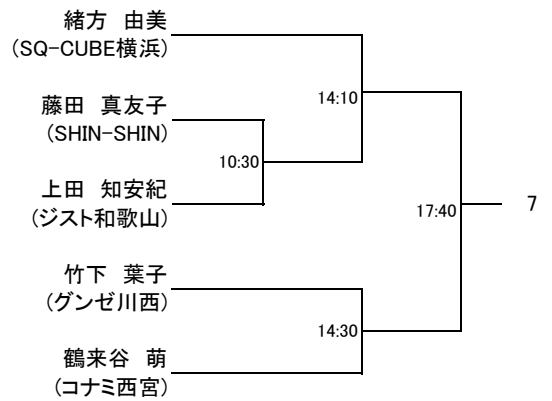 緒方　由美
(SQ-CUBE横浜)
14:10
藤田　真友子
(SHIN-SHIN)
10:30
上田　知安紀
(ジスト和歌山)
17:40
7
竹下　葉子
(グンゼ川西)
14:30
鶴来谷　萌
(コナミ西宮)